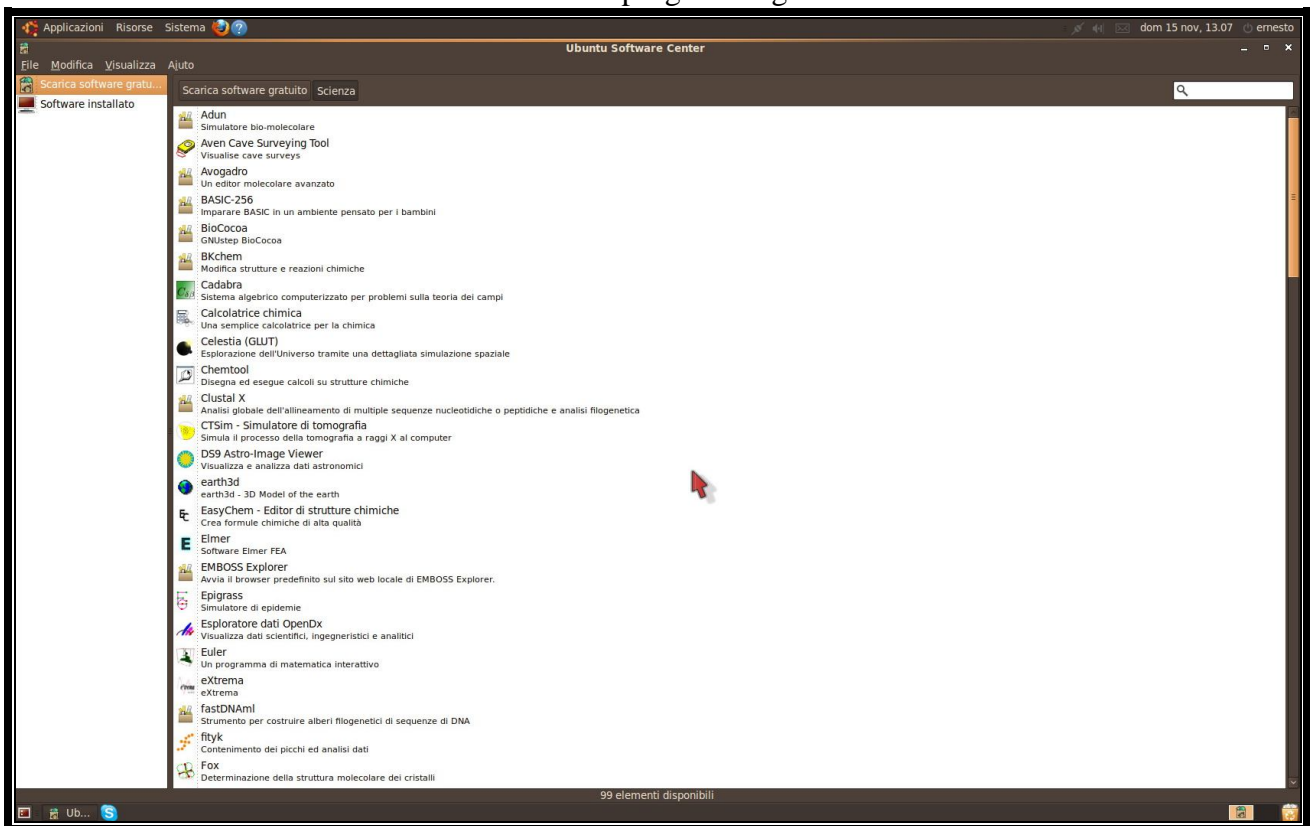 Applicazioni Risorse Sistema dom 15 nov, 13.07 ernesto
Ubuntu Software Center
File Modifica Visualizza Aiuto
Scarica software gratu...
Software installato
Scarica software gratuito Scienza
Adun
Simulatore bio-molecolare
Aven Cave Surveying Tool
Visualise cave surveys
Avogadro
Un editor molecolare avanzato
BASIC-256
Imparare BASIC in un ambiente pensato per i bambini
BioCocoa
GNUstep BioCocoa
BKchem
Modifica strutture e reazioni chimiche
Cadabra
Sistema algebrico computerizzato per problemi sulla teoria dei campi
Calcolatrice chimica
Una semplice calcolatrice per la chimica
Celestia (GLUT)
Esplorazione dell'Universo tramite una dettagliata simulazione spaziale
Chemtool
Disegna ed esegue calcoli su strutture chimiche
Clustal X
Analisi globale dell'allineamento di multiple sequenze nucleotidiche o peptidiche e analisi filogenetica
CTSim - Simulatore di tomografia
Simula il processo della tomografia a raggi X al computer
DS9 Astro-Image Viewer
Visualizza e analizza dati astronomici
earth3d
earth3d - 3D Model of the earth
EasyChem - Editor di strutture chimiche
Crea formule chimiche di alta qualità
Elmer
Software Elmer FEA
EMBOSS Explorer
Avvia il browser predefinito sul sito web locale di EMBOSS Explorer.
Epigrass
Simulatore di epidemie
Esploratore dati OpenDx
Visualizza dati scientifici, ingegneristici e analitici
Euler
Un programma di matematica interattivo
eXtrema
eXtrema
fastDNAml
Strumento per costruire alberi filogenetici di sequenze di DNA
fityk
Contenimento dei picchi ed analisi dati
Fox
Determinazione della struttura molecolare dei cristalli
99 elementi disponibili
Ub...